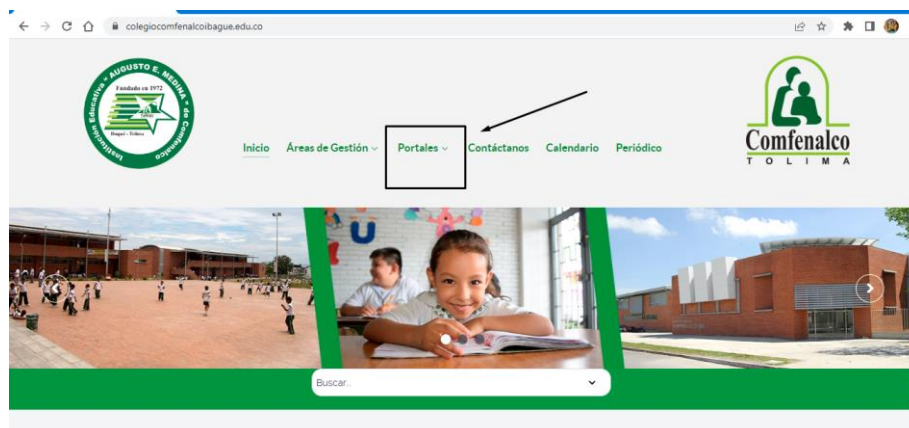 colegiocomfenalcoibague.edu.co
Institución Educativa " AUGUSTO E. MEDINA " de Comfenalco
Fundado en 1972
Ibagué - Tolima
Inicio Áreas de Gestión Portales Contáctanos Calendario Periódico
Comfenalco
TOLIMA
U
Buscar..